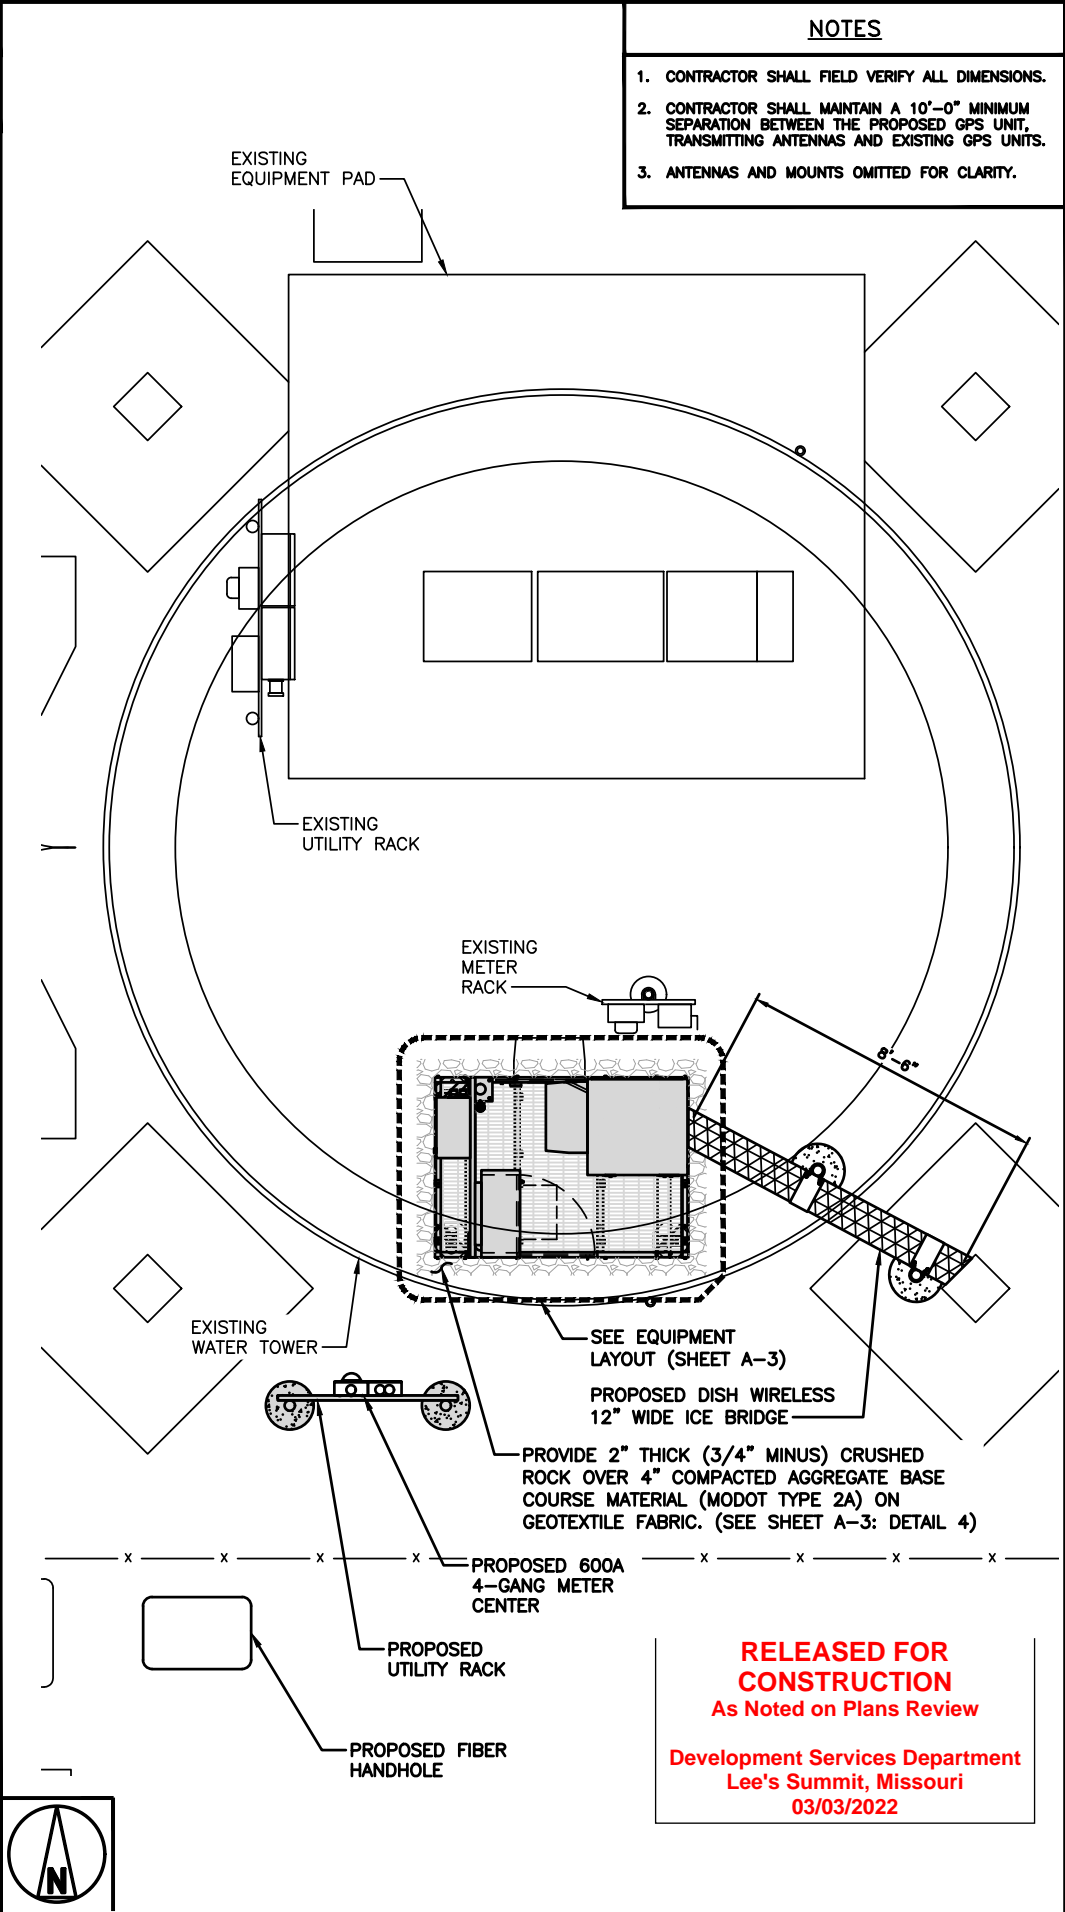 NOTES
1. CONTRACTOR SHALL FIELD VERIFY ALL DIMENSIONS.
2. CONTRACTOR SHALL MAINTAIN A 10'-0" MINIMUM
SEPARATION BETWEEN THE PROPOSED GPS UNIT,
TRANSMITTING ANTENNAS AND EXISTING GPS UNITS.
3. ANTENNAS AND MOUNTS OMITTED FOR CLARITY.
EXISTING
EQUIPMENT PAD
EXISTING
UTILITY RACK
EXISTING
METER
RACK
8'-6"
EXISTING
WATER TOWER
SEE EQUIPMENT
LAYOUT (SHEET A-3)
PROPOSED DISH WIRELESS
12" WIDE ICE BRIDGE
PROVIDE 2" THICK (3/4" MINUS) CRUSHED
ROCK OVER 4" COMPACTED AGGREGATE BASE
COURSE MATERIAL (MODOT TYPE 2A) ON
GEOTEXTILE FABRIC. (SEE SHEET A-3: DETAIL 4)
X X X X X X X X
PROPOSED 600A
4-GANG METER
CENTER
PROPOSED
UTILITY RACK
PROPOSED FIBER
HANDHOLE
RELEASED FOR
CONSTRUCTION
As Noted on Plans Review
Development Services Department
Lee's Summit, Missouri
03/03/2022
N